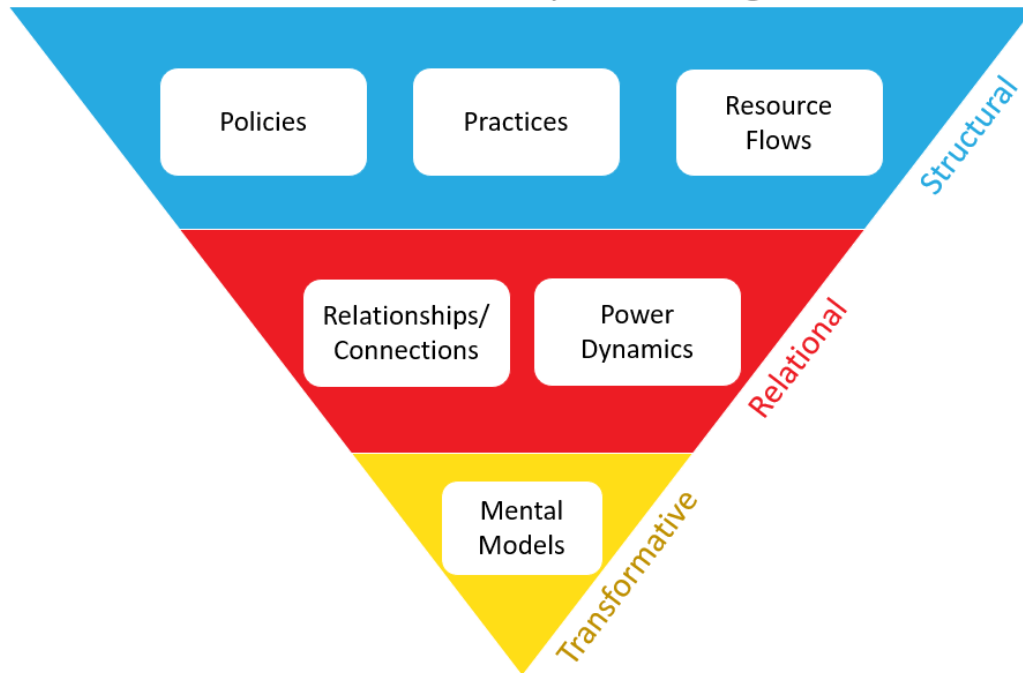 Policies
Practices
Resource
Flows
Structural
Relationships/
Connections
Power
Dynamics
Relational
Mental
Models
Transformative